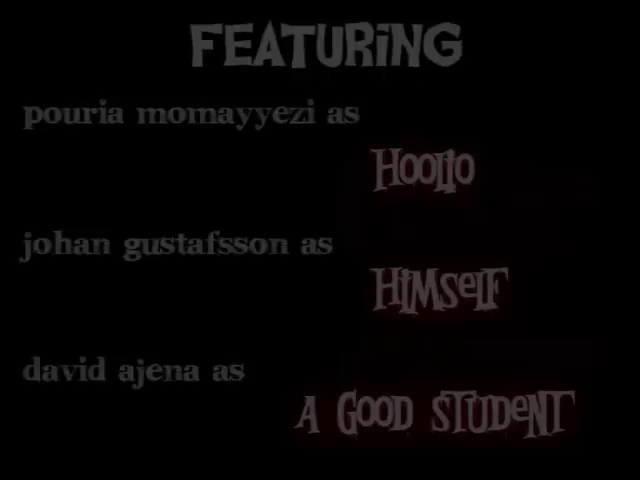 FEATURING
pouria momayyezi as
HOOLIO
johan gustafsson as
HiMSelF
david ajena as
A GOOD STUDeNT